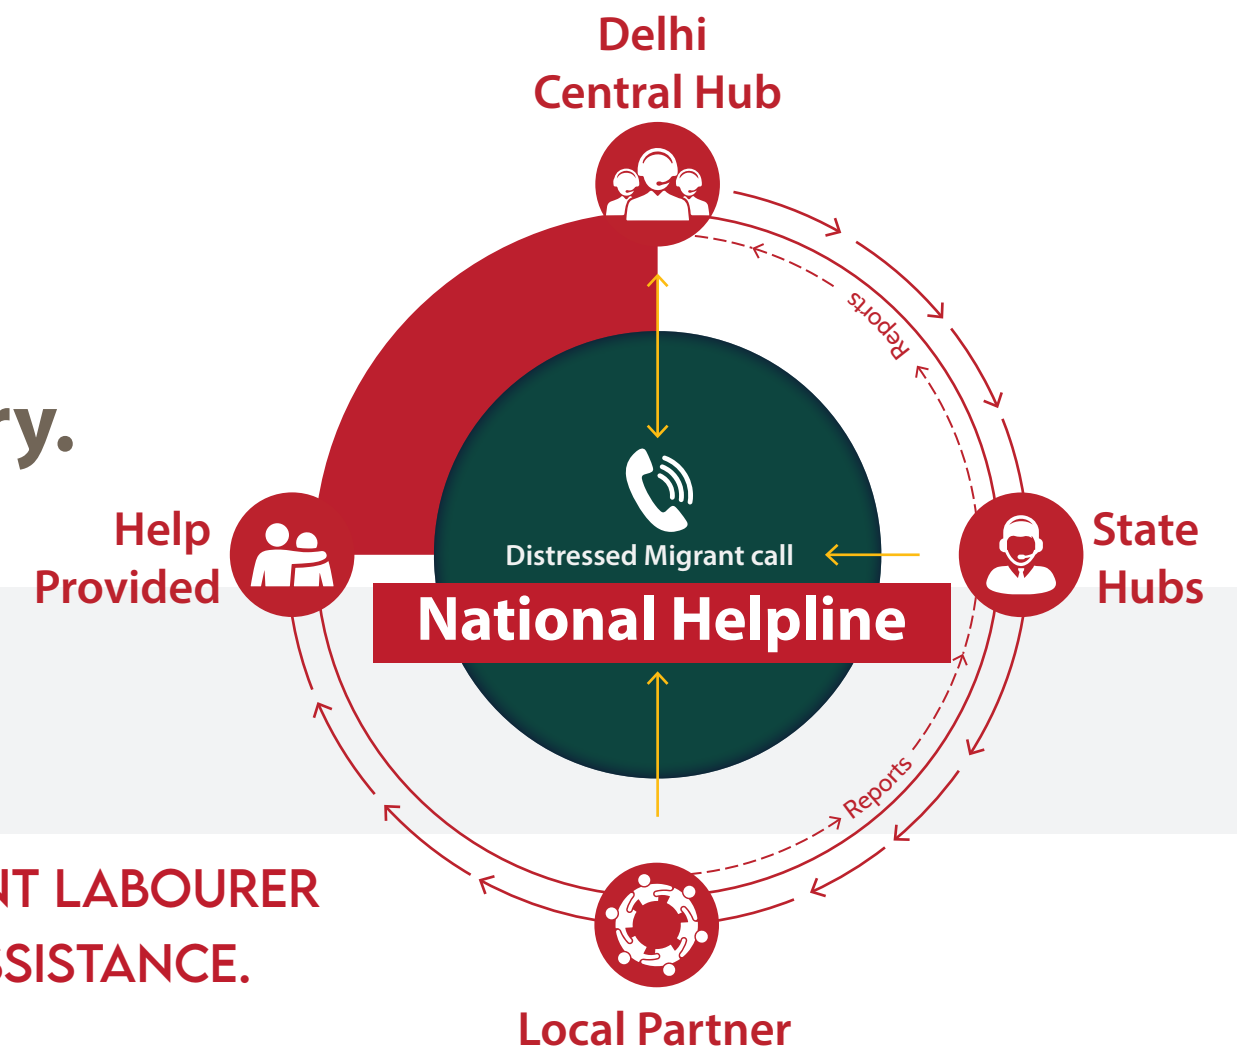 Delhi
Central Hub
Reports
ry.
Help
Provided
Distressed Migrant call
State
Hubs
National Helpline
Reports
NT LABOURER
SSISTANCE.
Local Partner